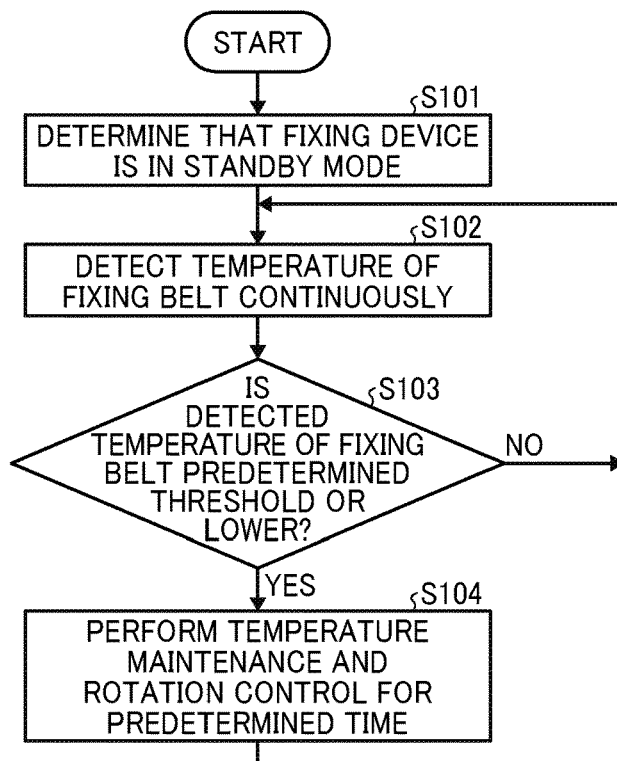 START
S101
DETERMINE THAT FIXING DEVICE
IS IN STANDBY MODE
S102
DETECT TEMPERATURE OF
FIXING BELT CONTINUOUSLY
S103
IS
DETECTED
TEMPERATURE OF FIXING
BELT PREDETERMINED
THRESHOLD OR
LOWER?
NO
YES
S104
PERFORM TEMPERATURE
MAINTENANCE AND
ROTATION CONTROL FOR
PREDETERMINED TIME